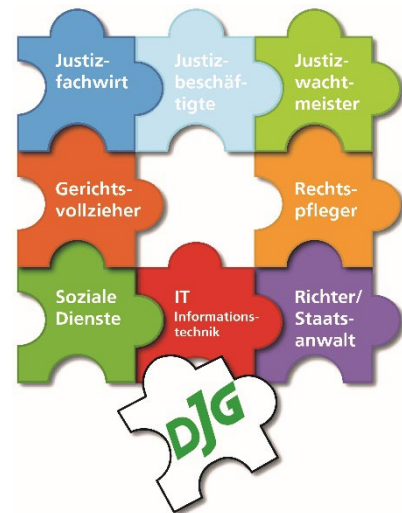 Justiz-
fachwirt
Justiz-
beschäf-
tigte
Justiz-
wacht-
meister
Gerichts-
vollzieher
Rechts-
pfleger
Soziale
Dienste
IT
Informations-
technik
Richter/
Staats-
anwalt
DJG